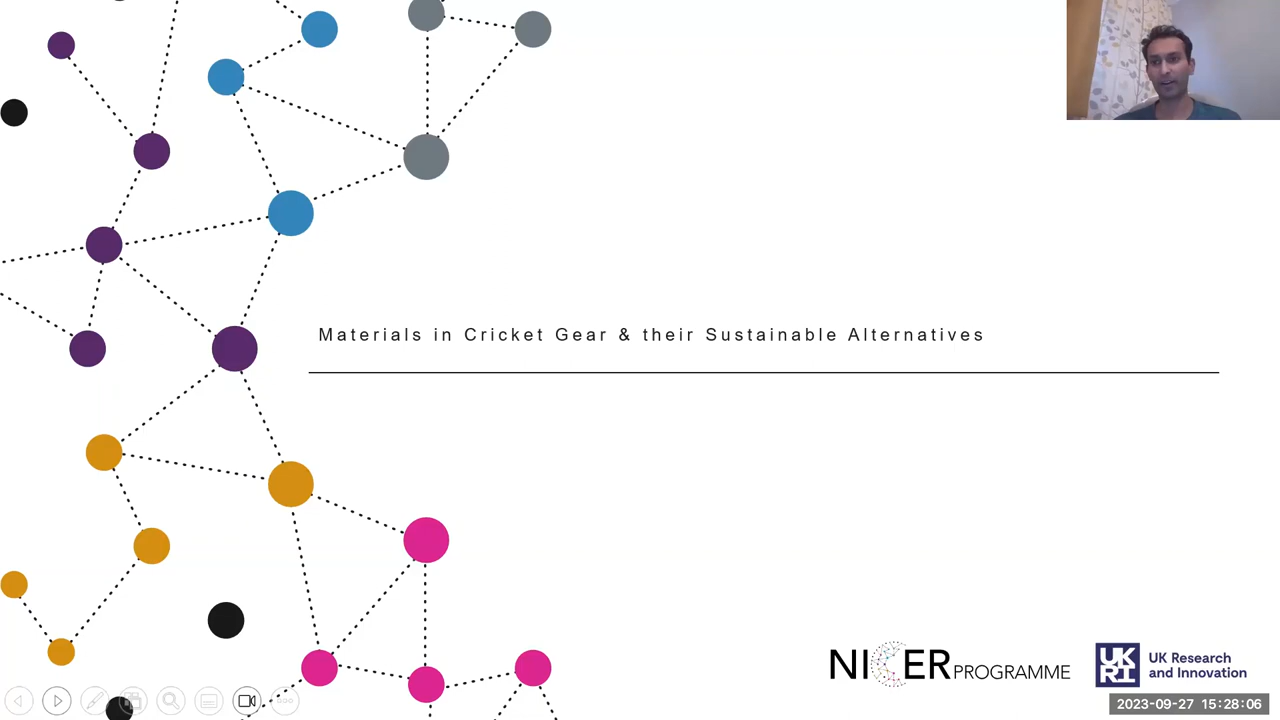 Materials in Cricket Gear & their Sustainable Alternatives
NICER PROGRAMME
UKRI
UK Research
and Innovation
2023-09-27 15:28:06